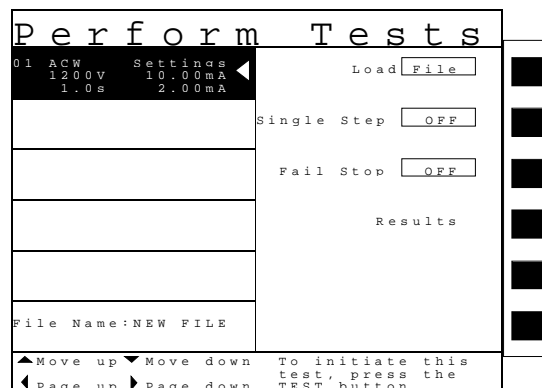 Perform Tests
01 ACW Settings
1200V 10.00mA
1.0s 2.00mA
Load File
Single Step OFF
Fail Stop OFF
Results
File Name:NEW FILE
Move up Move down
Page up Page down
To initiate this
test, press the
TEST button